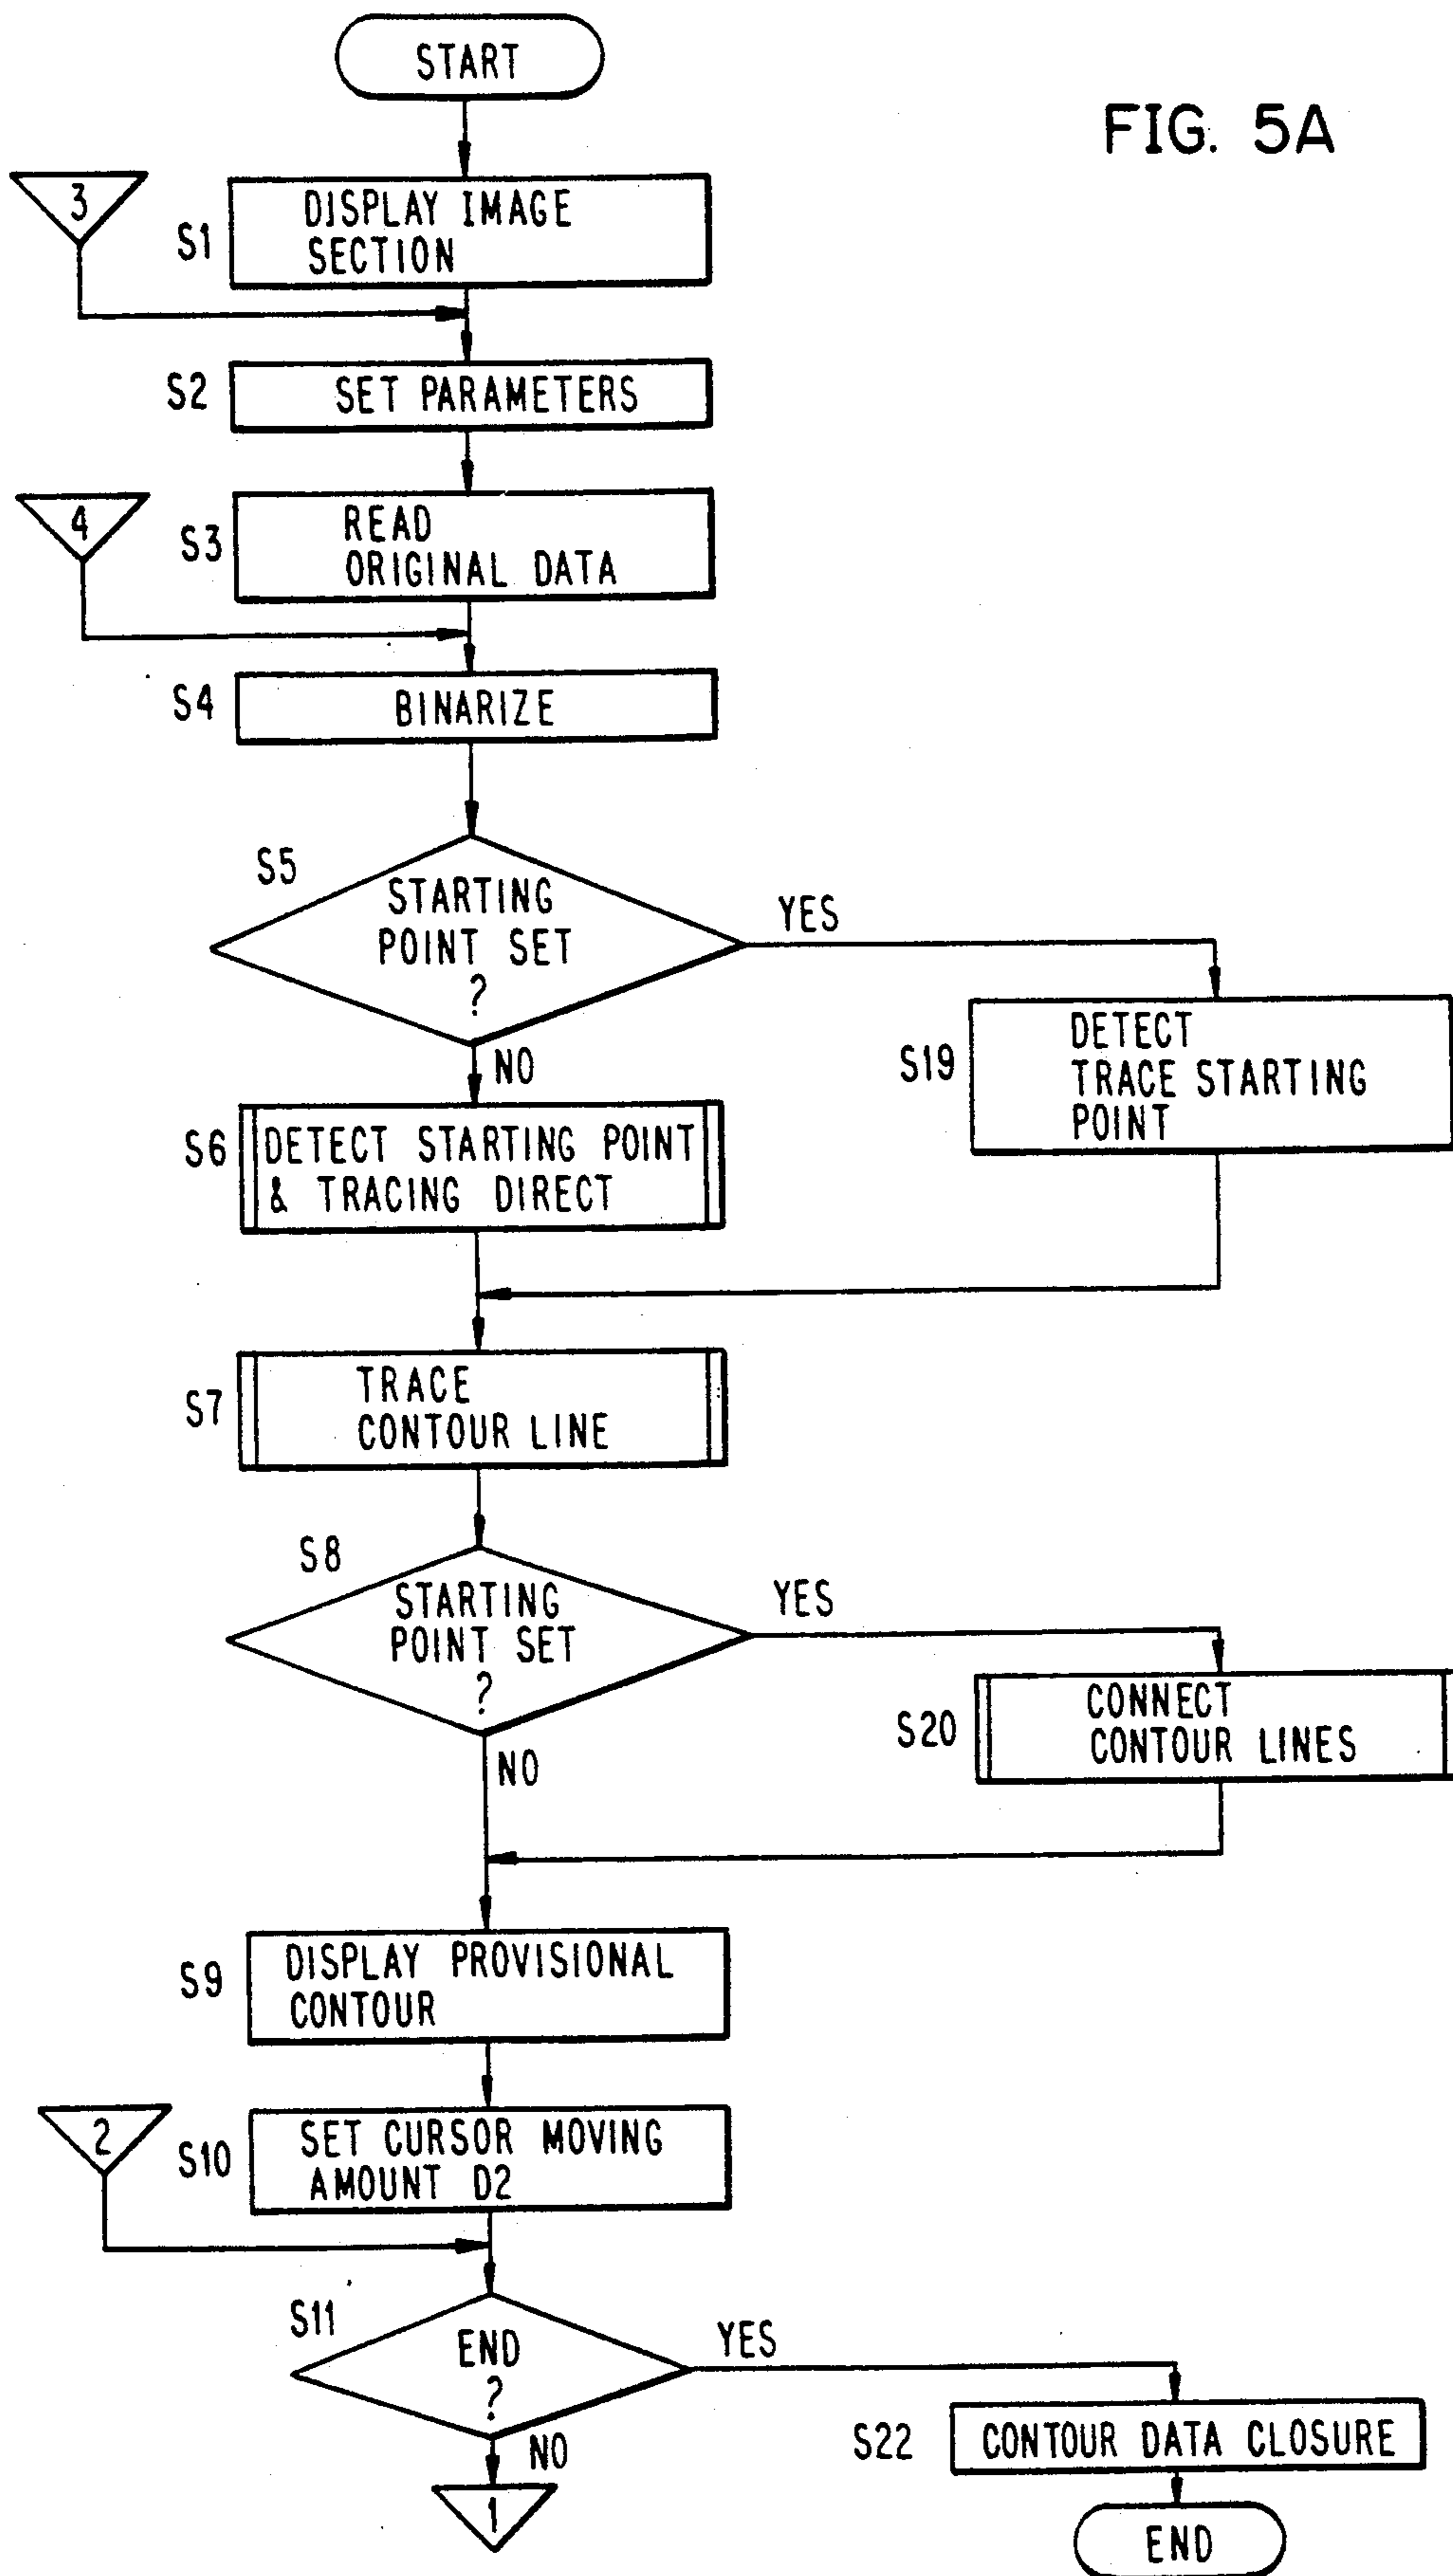 START
FIG. 5A
3
S1
DISPLAY IMAGE
SECTION
S2
SET PARAMETERS
4
S3
READ
ORIGINAL DATA
S4
BINARIZE
S5
STARTING
POINT SET
?
YES
NO
S19
DETECT
TRACE STARTING
POINT
S6
DETECT STARTING POINT
& TRACING DIRECT
S7
TRACE
CONTOUR LINE
S8
STARTING
POINT SET
?
YES
NO
S20
CONNECT
CONTOUR LINES
S9
DISPLAY PROVISIONAL
CONTOUR
2
S10
SET CURSOR MOVING
AMOUNT D2
S11
END
?
YES
NO
S22
CONTOUR DATA CLOSURE
1
END